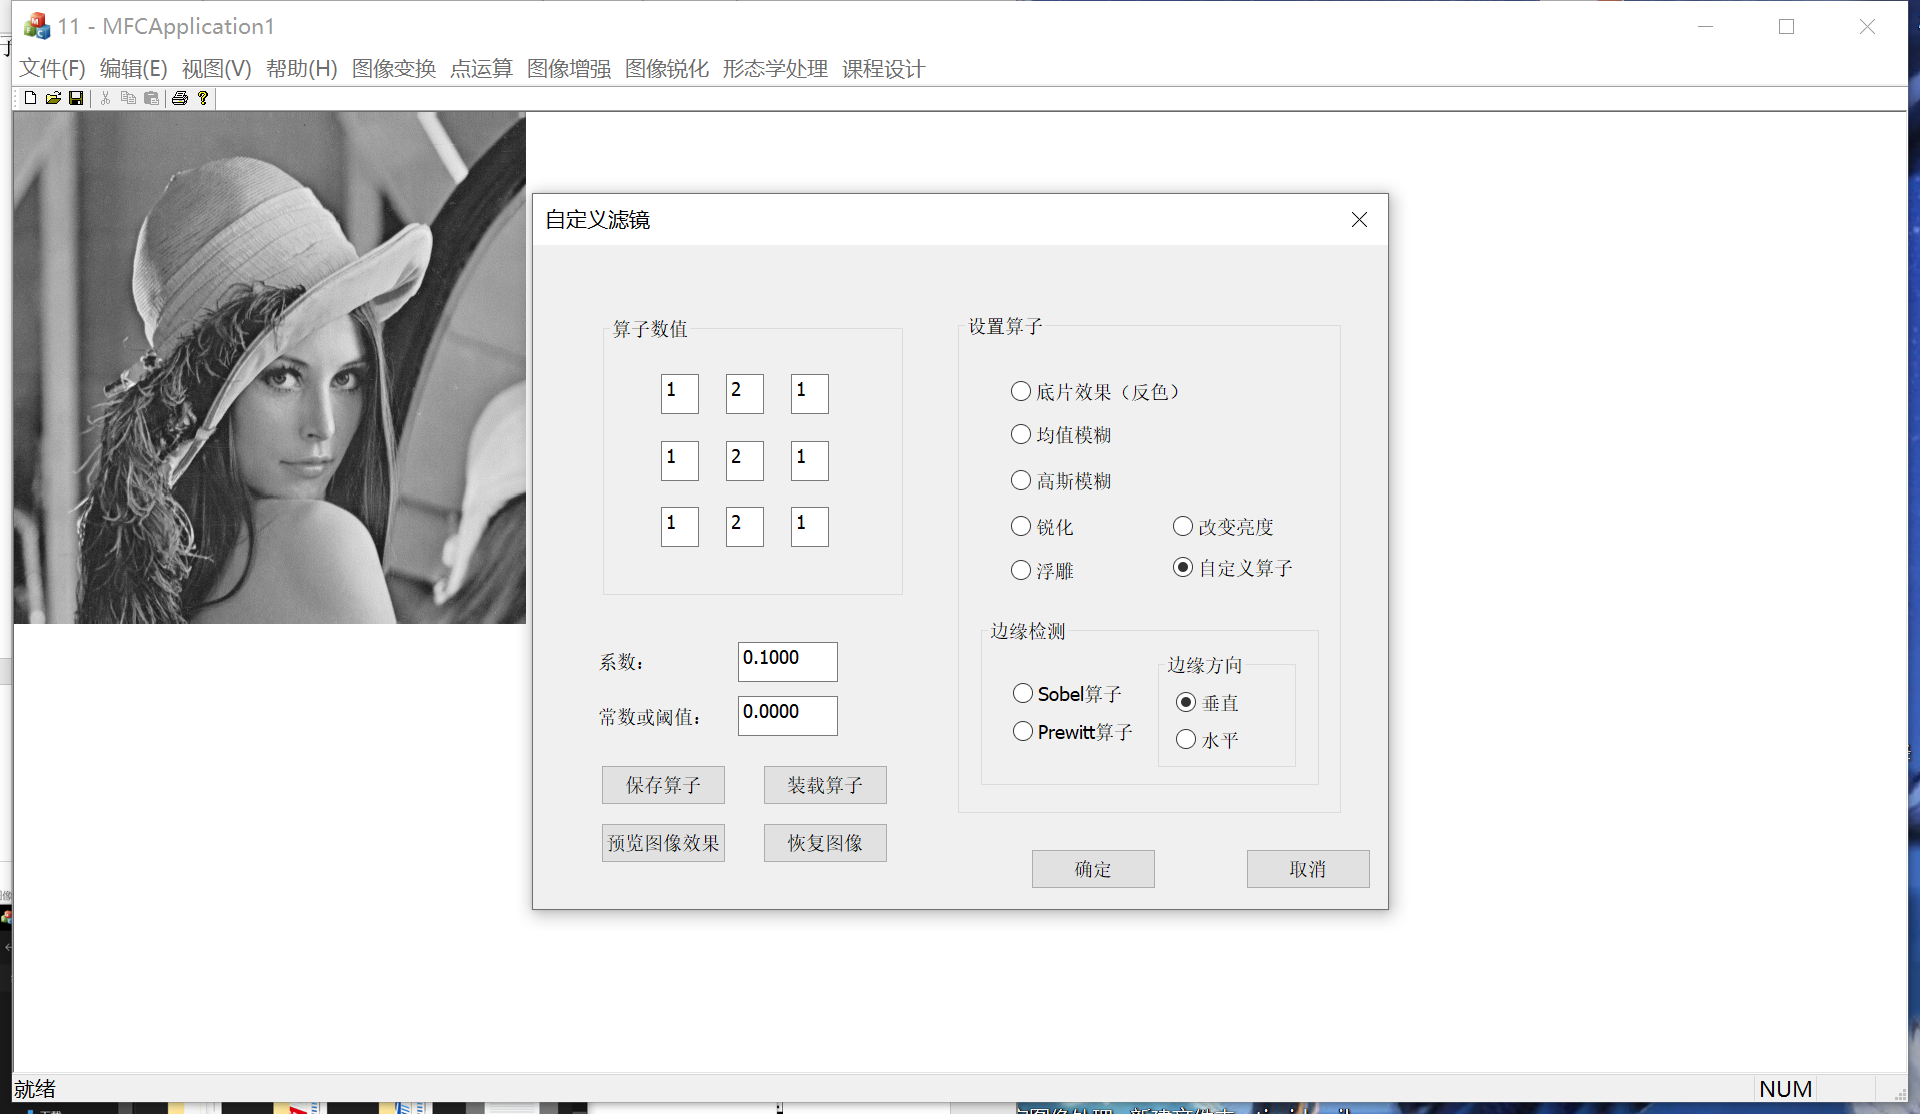 11 - MFCApplication1
文件(F) 编辑(E) 视图(V) 帮助(H) 图像变换 点运算 图像增强 图像锐化 形态学处理 课程设计
自定义滤镜
算子数值
1 2 1
1 2 1
1 2 1
系数：
0.1000
常数或阈值：
0.0000
保存算子 装载算子
预览图像效果 恢复图像
设置算子
底片效果（反色）
均值模糊
高斯模糊
锐化 改变亮度
浮雕 自定义算子
边缘检测
Sobel算子
Prewitt算子
边缘方向
垂直
水平
确定 取消
就绪 NUM